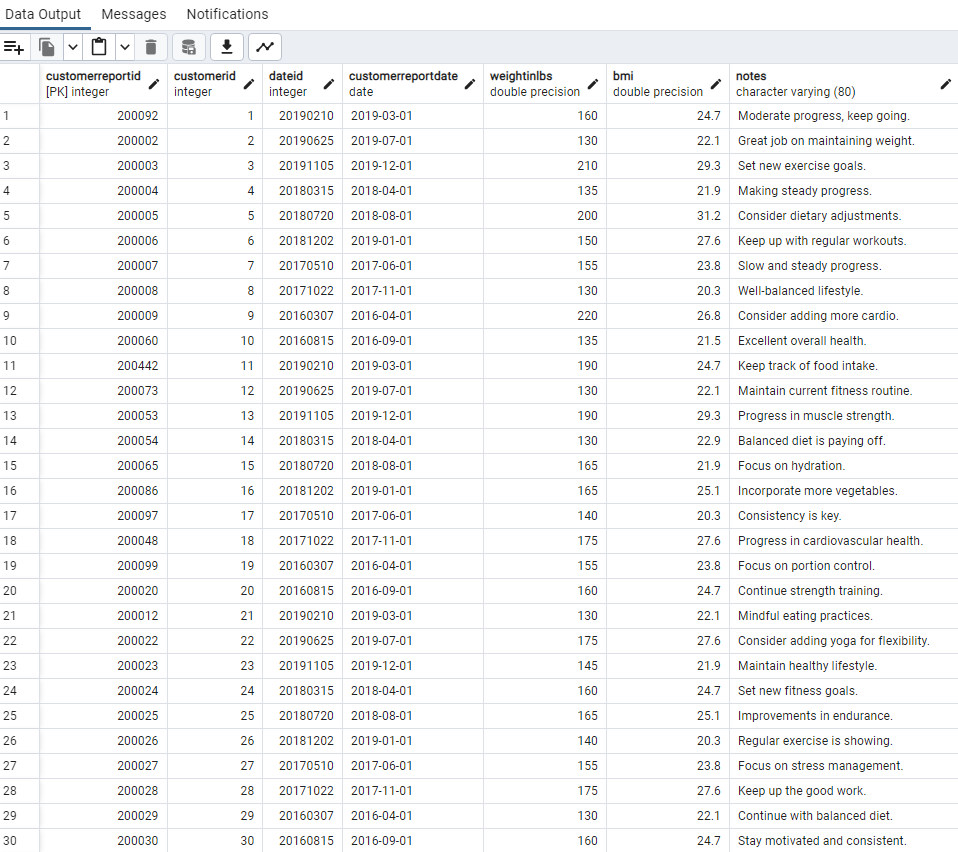 Data Output Messages Notifications
customerreportid customerid dateid customerreportdate weightinlbs bmi notes
[PK] integer integer integer date double precision double precision character varying (80)
1 200092 1 20190210 2019-03-01 160 24.7 Moderate progress, keep going.
2 200002 2 20190625 2019-07-01 130 22.1 Great job on maintaining weight.
3 200003 3 20191105 2019-12-01 210 29.3 Set new exercise goals.
4 200004 4 20180315 2018-04-01 135 21.9 Making steady progress.
5 200005 5 20180720 2018-08-01 200 31.2 Consider dietary adjustments.
6 200006 6 20181202 2019-01-01 150 27.6 Keep up with regular workouts.
7 200007 7 20170510 2017-06-01 155 23.8 Slow and steady progress.
8 200008 8 20171022 2017-11-01 130 20.3 Well-balanced lifestyle.
9 200009 9 20160307 2016-04-01 220 26.8 Consider adding more cardio.
10 200060 10 20160815 2016-09-01 135 21.5 Excellent overall health.
11 200442 11 20190210 2019-03-01 190 24.7 Keep track of food intake.
12 200073 12 20190625 2019-07-01 130 22.1 Maintain current fitness routine.
13 200053 13 20191105 2019-12-01 190 29.3 Progress in muscle strength.
14 200054 14 20180315 2018-04-01 130 22.9 Balanced diet is paying off.
15 200065 15 20180720 2018-08-01 165 21.9 Focus on hydration.
16 200086 16 20181202 2019-01-01 165 25.1 Incorporate more vegetables.
17 200097 17 20170510 2017-06-01 140 20.3 Consistency is key.
18 200048 18 20171022 2017-11-01 175 27.6 Progress in cardiovascular health.
19 200099 19 20160307 2016-04-01 155 23.8 Focus on portion control.
20 200020 20 20160815 2016-09-01 160 24.7 Continue strength training.
21 200012 21 20190210 2019-03-01 130 22.1 Mindful eating practices.
22 200022 22 20190625 2019-07-01 175 27.6 Consider adding yoga for flexibility.
23 200023 23 20191105 2019-12-01 145 21.9 Maintain healthy lifestyle.
24 200024 24 20180315 2018-04-01 160 24.7 Set new fitness goals.
25 200025 25 20180720 2018-08-01 165 25.1 Improvements in endurance.
26 200026 26 20181202 2019-01-01 140 20.3 Regular exercise is showing.
27 200027 27 20170510 2017-06-01 155 23.8 Focus on stress management.
28 200028 28 20171022 2017-11-01 175 27.6 Keep up the good work.
29 200029 29 20160307 2016-04-01 130 22.1 Continue with balanced diet.
30 200030 30 20160815 2016-09-01 160 24.7 Stay motivated and consistent.